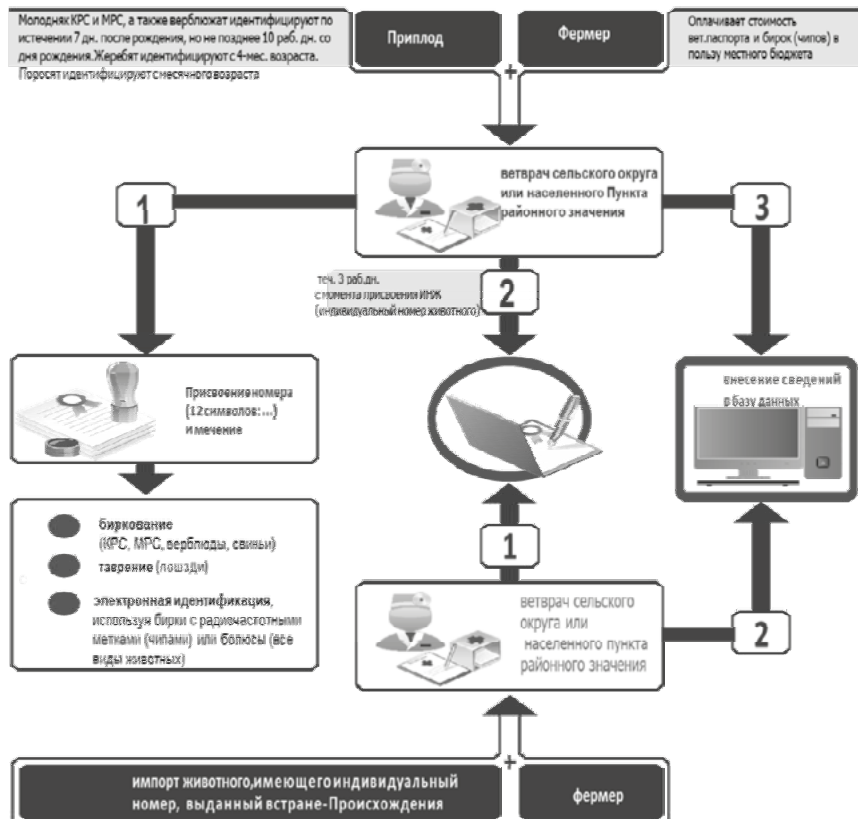 Молодняк КРС и МРС, а также верблюжат идентифицируют по
истечении 7 дн. после рождения, но не позднее 10 раб. дн. со
дня рождения. Жеребят идентифицируют с 4-мес. возраста.
Поросят идентифицируют с месячного возраста
Приплод
+
Фермер
Оплачивает стоимость
вет.паспорта и бирок (чипов) в
пользу местного бюджета
ветврач сельского округа
или населенного Пункта
районного значения
1
3
теч. 3 раб.дн.
с момента присвоения ИНЖ
(индивидуальный номер животного)
2
Присвоение номера
(12 символов: ...)
и мечение
внесение сведений
в базу данных
биркование
(КРС, МРС, верблюды, свиньи)
таврение (лошади)
электронная идентификация,
используя бирки с радиочастотными
метками (чипами) или болюсы (все
виды животных)
1
ветврач сельского
округа или
населенного пункта
районного значения
2
импорт животного, имеющего индивидуальный
номер, выданный встране-Происхождения
+
фермер